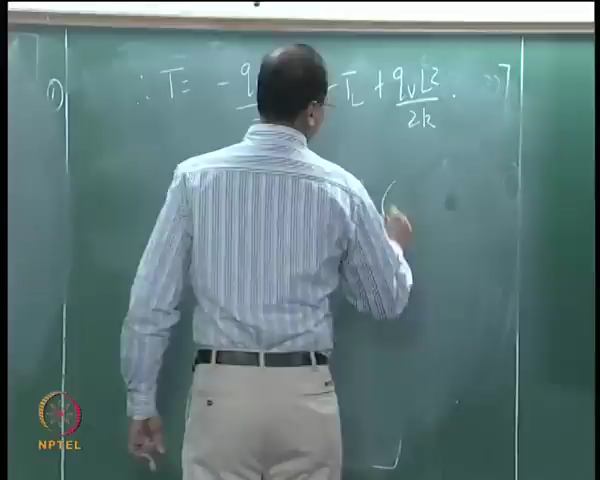 1) ∴ T = - q + T_L + q_v L² / 2k .
NPTEL